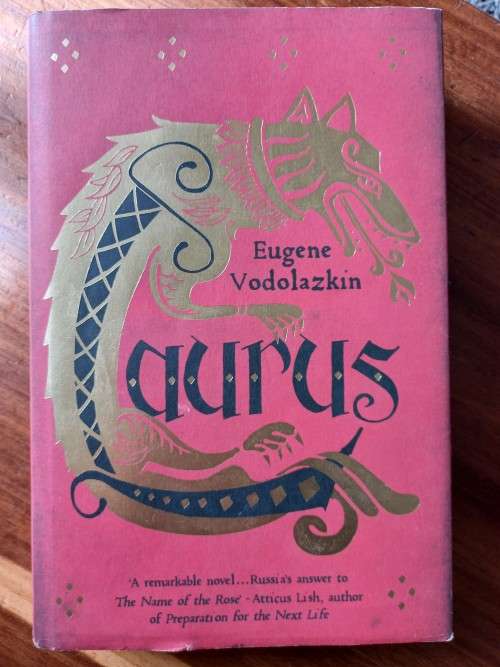 Eugene
Vodolazkin
Laurus
'A remarkable novel...Russia's answer to
The Name of the Rose' - Atticus Lish, author
of Preparation for the Next Life